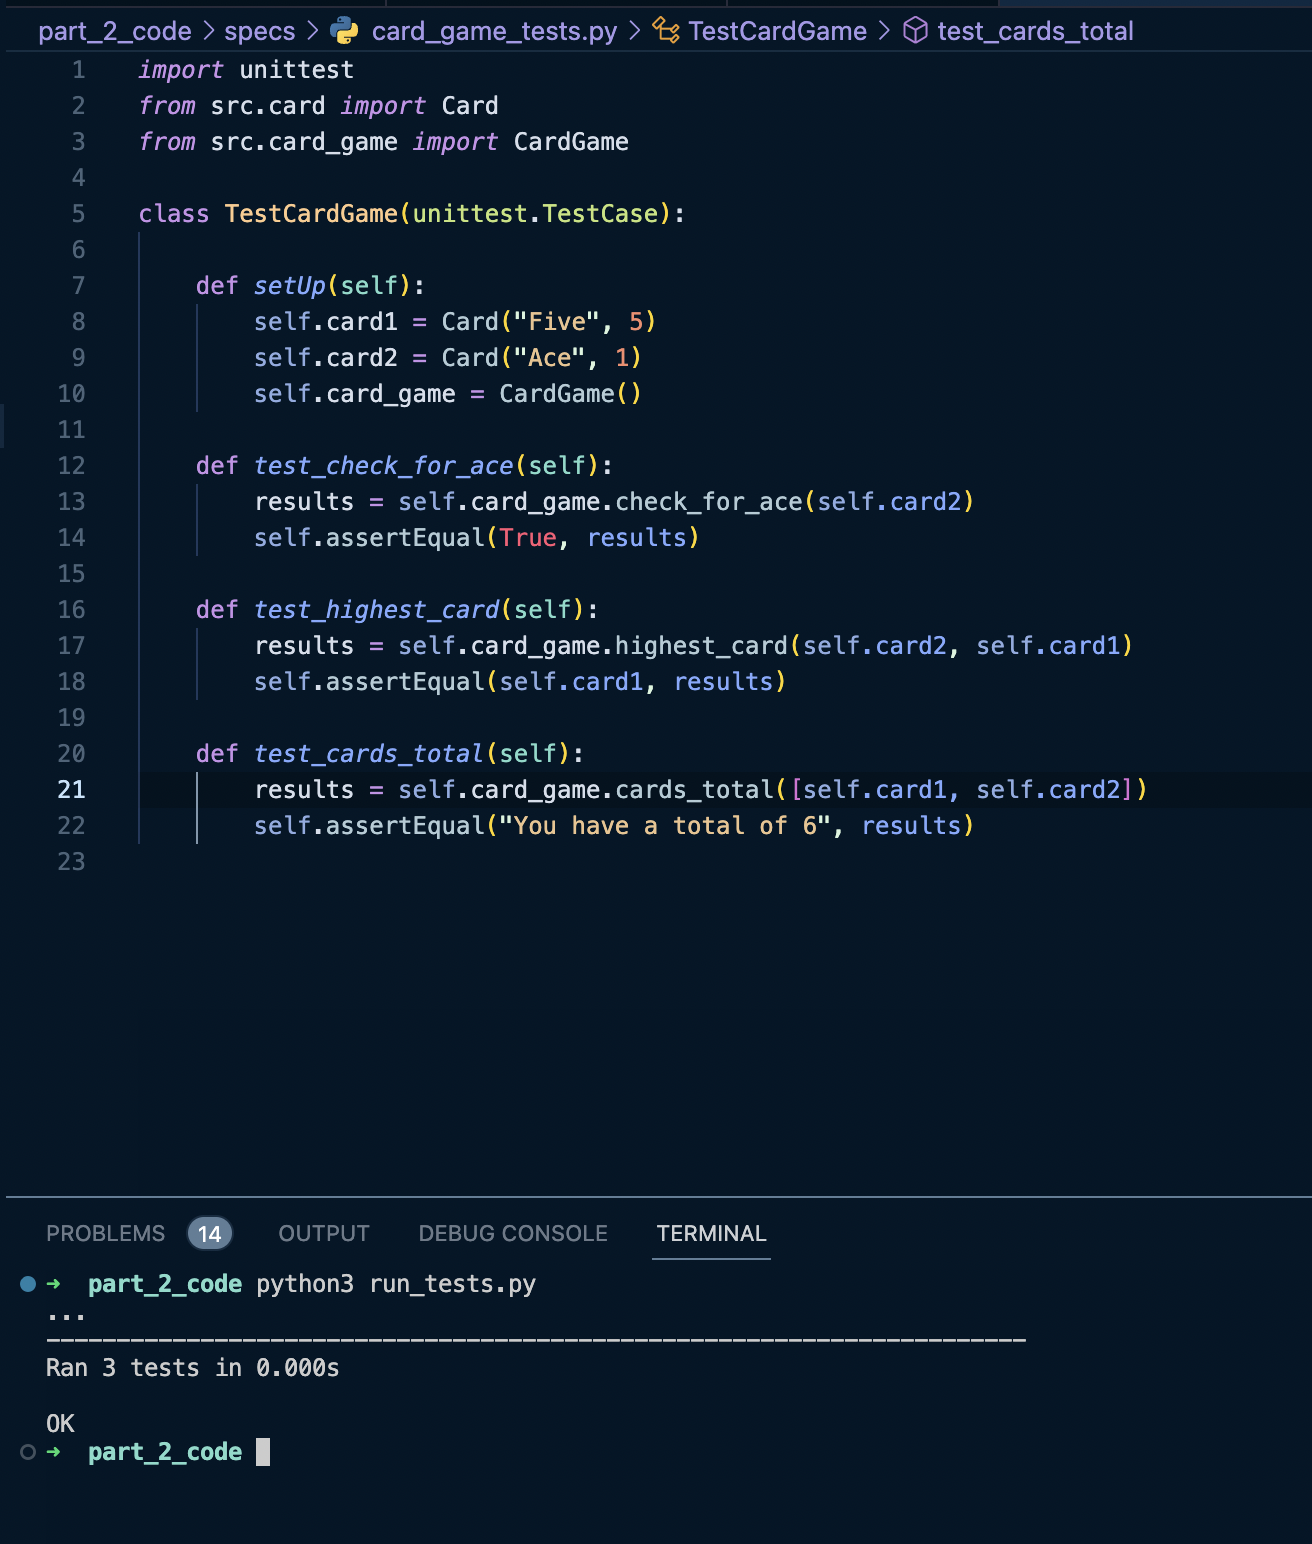 part_2_code > specs > card_game_tests.py > TestCardGame > test_cards_total
1 import unittest
2 from src.card import Card
3 from src.card_game import CardGame
4
5 class TestCardGame(unittest.TestCase):
6
7     def setUp(self):
8         self.card1 = Card("Five", 5)
9         self.card2 = Card("Ace", 1)
10         self.card_game = CardGame()
11
12     def test_check_for_ace(self):
13         results = self.card_game.check_for_ace(self.card2)
14         self.assertEqual(True, results)
15
16     def test_highest_card(self):
17         results = self.card_game.highest_card(self.card2, self.card1)
18         self.assertEqual(self.card1, results)
19
20     def test_cards_total(self):
21         results = self.card_game.cards_total([self.card1, self.card2])
22         self.assertEqual("You have a total of 6", results)
23
PROBLEMS 14 OUTPUT DEBUG CONSOLE TERMINAL
➜ part_2_code python3 run_tests.py
...
----------------------------------------------------------------------
Ran 3 tests in 0.000s
OK
➜ part_2_code